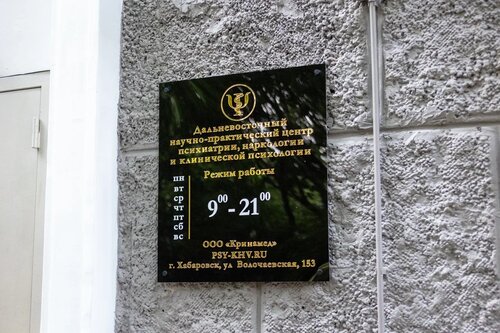 Дальневосточный
научно-практический центр
психиатрии, наркологии
и клинической психологии
Режим работы
пн
вт
ср
чт
пт
сб
вс
9⁰⁰ - 21⁰⁰
ООО «Кринамед»
PSY-KHV.RU
г. Хабаровск, ул Волочаевская, 153